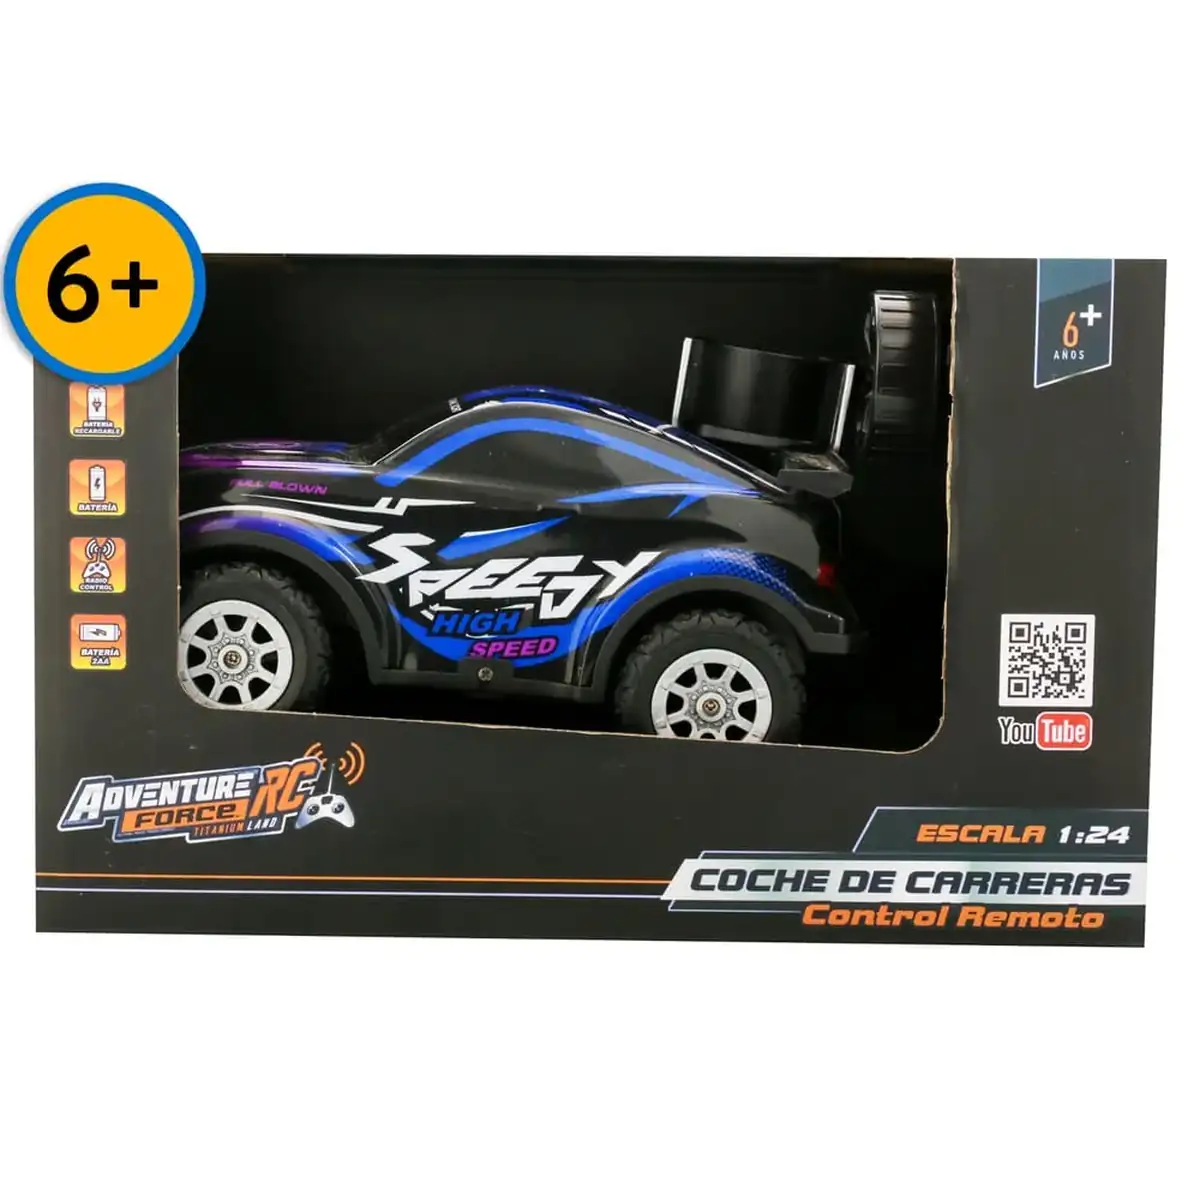 6+
6+
AÑOS
BATERÍA
RECARGABLE
BATERÍA
RADIO
CONTROL
BATERÍA
2AA
FULL BLOWN
SPEEDY
HIGH
SPEED
YouTube
ADVENTURE
FORCE RC
TITANIUM LAND
ESCALA 1:24
COCHE DE CARRERAS
Control Remoto